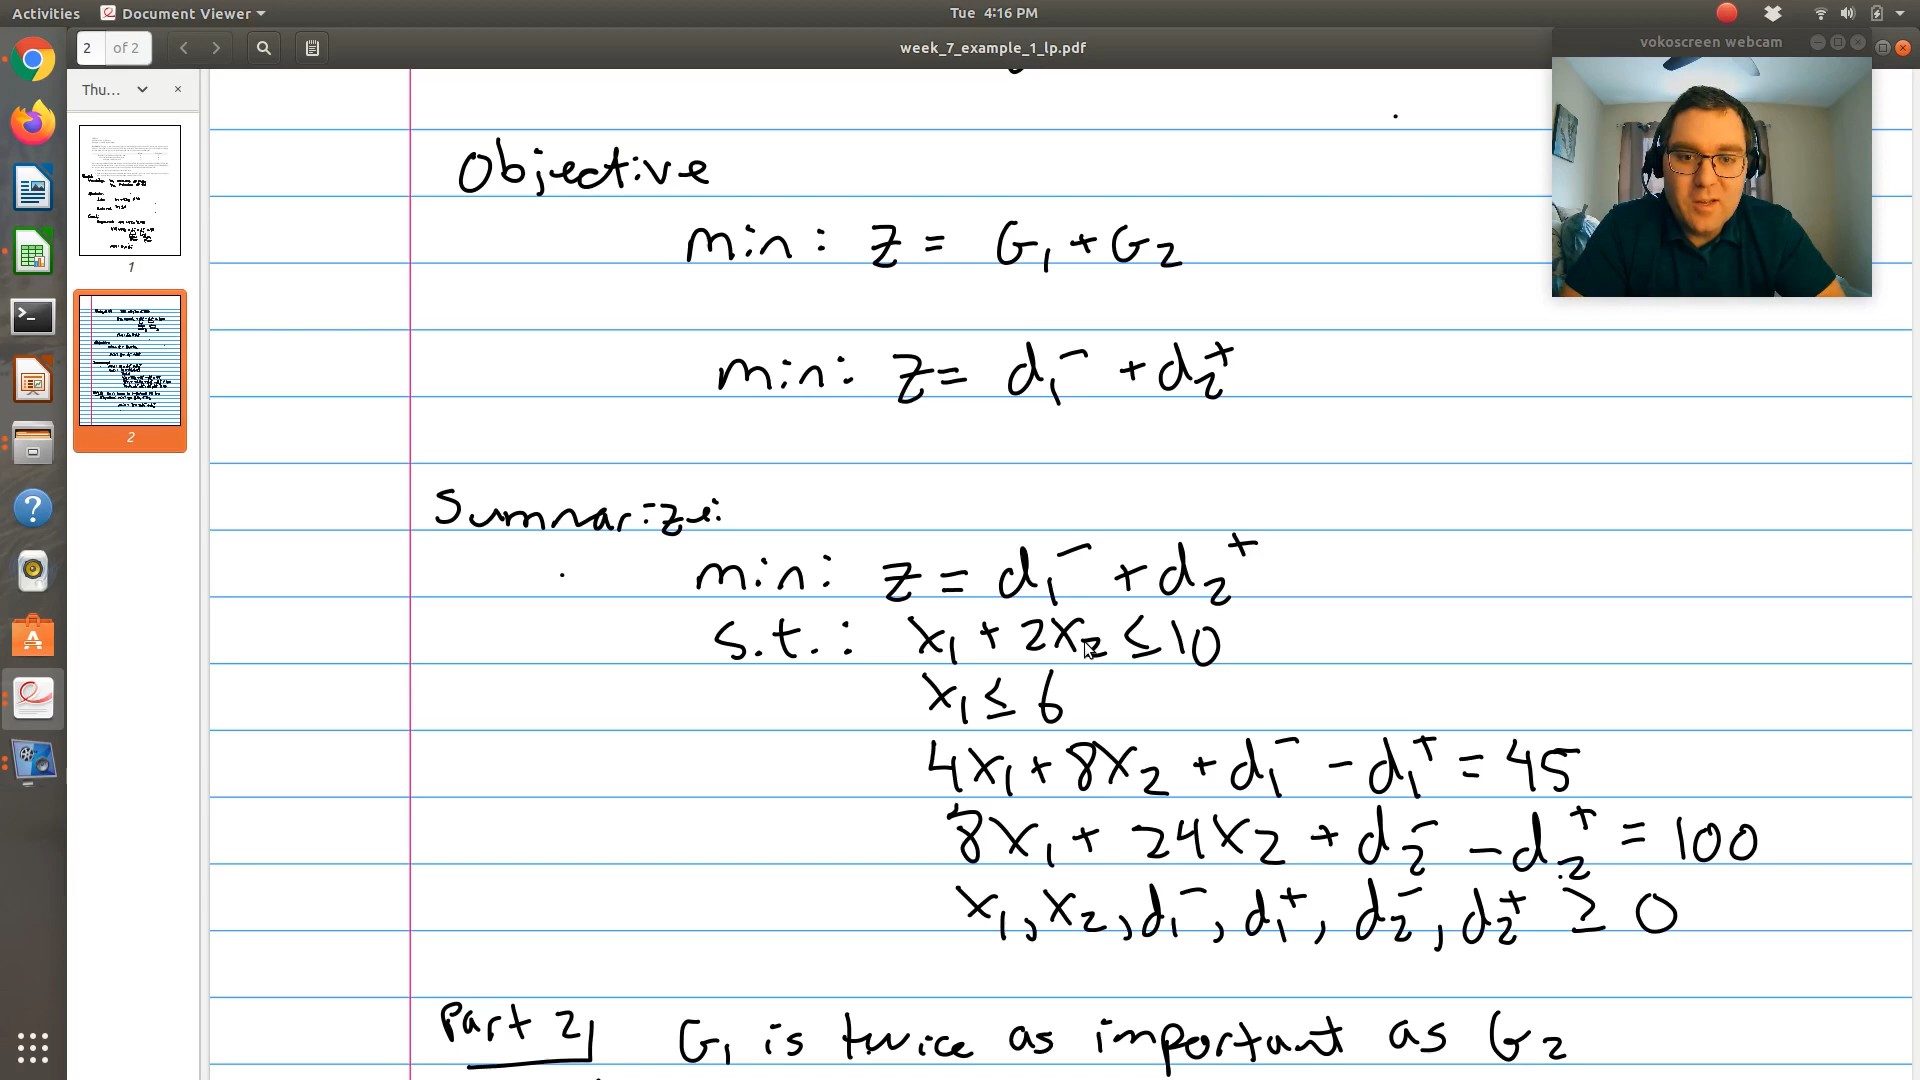 Activities
Document Viewer
Tue 4:16 PM
2
of 2
week_7_example_1_lp.pdf
vokoscreen webcam
Thu...
1
2
Objective
min: z = G₁ + G₂
min: z = d₁⁻ + d₂⁺
Summarize:
min: z = d₁⁻ + d₂⁺
s.t.: x₁ + 2x₂ ≤ 10
x₁ ≤ 6
4x₁ + 8x₂ + d₁⁻ - d₁⁺ = 45
8x₁ + 24x₂ + d₂⁻ - d₂⁺ = 100
x₁, x₂, d₁⁻, d₁⁺, d₂⁻, d₂⁺ ≥ 0
Part 2 G₁ is twice as important as G₂